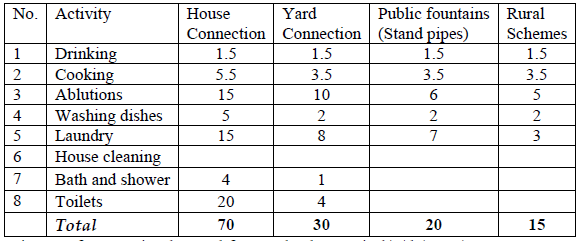 No. Activity House Connection Yard Connection Public fountains (Stand pipes) Rural Schemes
1 Drinking 1.5 1.5 1.5 1.5
2 Cooking 5.5 3.5 3.5 3.5
3 Ablutions 15 10 6 5
4 Washing dishes 5 2 2 2
5 Laundry 15 8 7 3
6 House cleaning
7 Bath and shower 4 1
8 Toilets 20 4
Total 70 30 20 15